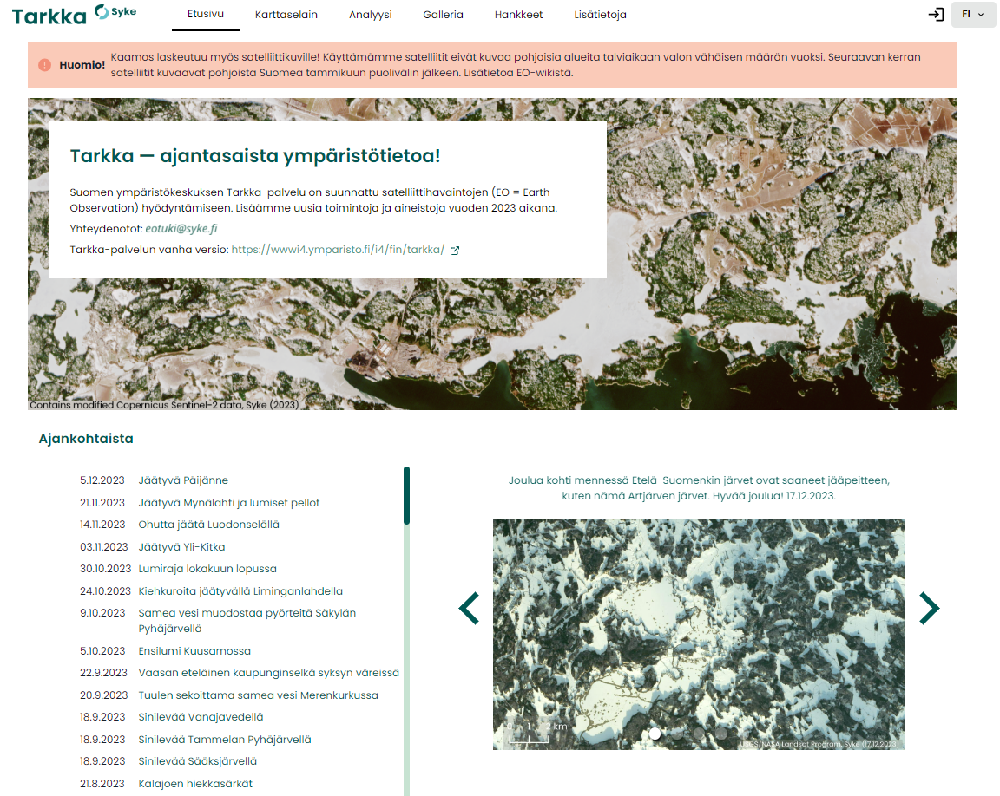 Tarkka Syke Etusivu Karttaselain Analyysi Galleria Hankkeet Lisätietoja FI
Huomio! Kaamos laskeutuu myös satelliittikuville! Käyttämämme satelliitit eivät kuvaa pohjoisia alueita talviaikaan valon vähäisen määrän vuoksi. Seuraavan kerran
satelliitit kuvaavat pohjoista Suomea tammikuun puolivälin jälkeen. Lisätietoa EO-wikistä.
Tarkka — ajantasaista ympäristötietoa!
Suomen ympäristökeskuksen Tarkka-palvelu on suunnattu satelliittihavaintojen (EO = Earth
Observation) hyödyntämiseen. Lisäämme uusia toimintoja ja aineistoja vuoden 2023 aikana.
Yhteydenotot: eotuki@syke.fi
Tarkka-palvelun vanha versio: https://wwwi4.ymparisto.fi/i4/fin/tarkka/
Contains modified Copernicus Sentinel-2 data, Syke (2023)
Ajankohtaista
5.12.2023 Jäätyvä Päijänne
21.11.2023 Jäätyvä Mynälahti ja lumiset pellot
14.11.2023 Ohutta jäätä Luodonselällä
03.11.2023 Jäätyvä Yli-Kitka
30.10.2023 Lumiraja lokakuun lopussa
24.10.2023 Kiehkuroita jäätyvällä Liminganlahdella
9.10.2023 Samea vesi muodostaa pyörteitä Säkylän
Pyhäjärvellä
5.10.2023 Ensilumi Kuusamossa
22.9.2023 Vaasan eteläinen kaupunginselkä syksyn väreissä
20.9.2023 Tuulen sekoittama samea vesi Merenkurkussa
18.9.2023 Sinilevää Vanajavedellä
18.9.2023 Sinilevää Tammelan Pyhäjärvellä
18.9.2023 Sinilevää Sääksjärvellä
21.8.2023 Kalajoen hiekkasärkät
Joulua kohti mennessä Etelä-Suomenkin järvet ovat saaneet jääpeitteen,
kuten nämä Artjärven järvet. Hyvää joulua! 17.12.2023.
1 2 km
USGS/NASA Landsat Program, Syke (17.12.2023)